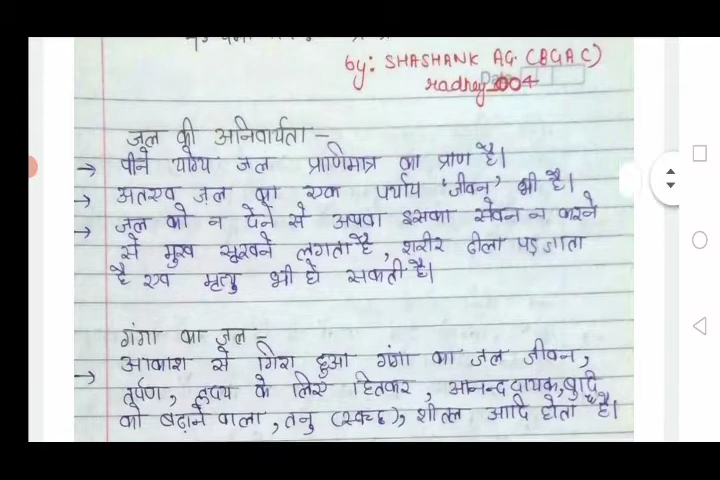 by: SHASHANK AG. (BGAC)
radhey 004
जल की अनिवार्यता –
→ पीने योग्य जल प्राणिमात्र का प्राण है।
→ अतएव जल का एक पर्याय 'जीवन' भी है।
→ जल को न देने से अथवा इसका सेवन न करने
से मुख सूखने लगता है, शरीर ढीला पड़ जाता
है एवं मृत्यु भी हो सकती है।
गंगा का जल =
→ आकाश से गिरा हुआ गंगा का जल जीवन,
तृर्पण, हृदय के लिए हितकर, आनन्ददायक, बुद्धि
को बढ़ाने वाला, तनु (स्वच्छ), शीतल आदि होता है।